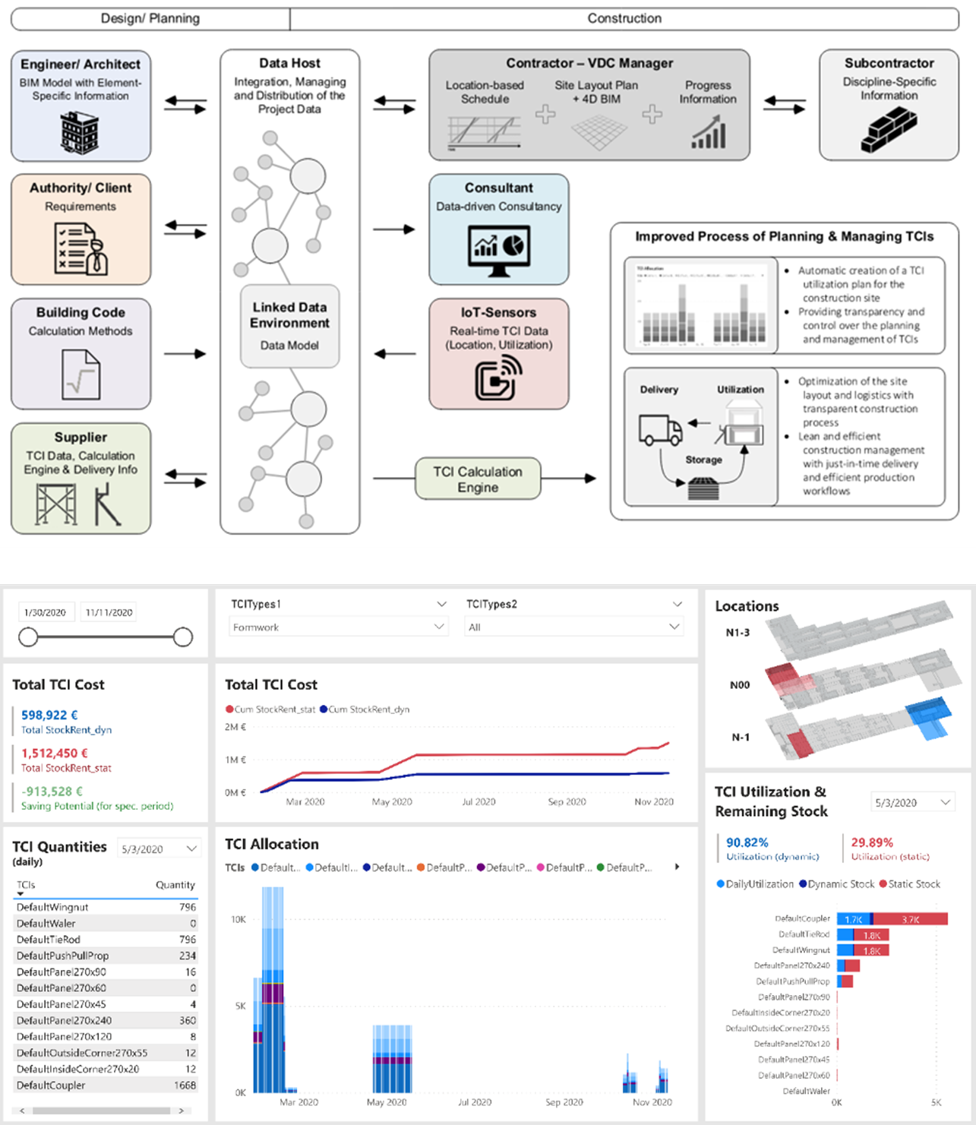 Design/ Planning
Construction
Engineer/ Architect
BIM Model with Element-
Specific Information
Data Host
Integration, Managing
and Distribution of the
Project Data
Contractor – VDC Manager
Location-based
Schedule
Site Layout Plan
+ 4D BIM
Progress
Information
Subcontractor
Discipline-Specific
Information
Authority/ Client
Requirements
Consultant
Data-driven Consultancy
Building Code
Calculation Methods
Linked Data
Environment
Data Model
IoT-Sensors
Real-time TCI Data
(Location, Utilization)
Supplier
TCI Data, Calculation
Engine & Delivery Info
TCI Calculation
Engine
Improved Process of Planning & Managing TCIs
TCI Allocation
• Automatic creation of a TCI
utilization plan for the
construction site
• Providing transparency and
control over the planning
and management of TCIs
Delivery
Utilization
Storage
• Optimization of the site
layout and logistics with
transparent construction
process
• Lean and efficient
construction management
with just-in-time delivery
and efficient production
workflows
1/30/2020
11/11/2020
TCITypes1
Formwork
TCITypes2
All
Locations
N1-3
N00
N-1
Total TCI Cost
598,922 €
Total StockRent_dyn
1,512,450 €
Total StockRent_stat
-913,528 €
Saving Potential (for spec. period)
Total TCI Cost
Cum StockRent_stat
Cum StockRent_dyn
2M €
1M €
0M €
Mar 2020
May 2020
Jul 2020
Sep 2020
Nov 2020
TCI Quantities
(daily)
5/3/2020
TCIs Quantity
DefaultWingnut 796
DefaultWaler 0
DefaultTieRod 796
DefaultPushPullProp 234
DefaultPanel270x90 16
DefaultPanel270x60 0
DefaultPanel270x45 4
DefaultPanel270x240 360
DefaultPanel270x120 8
DefaultOutsideCorner270x55 12
DefaultInsideCorner270x20 12
DefaultCoupler 1668
TCI Allocation
TCIs Default... Defaulti... Default... DefaultP... DefaultP... DefaultP... DefaultP...
10K
5K
0K
Mar 2020
May 2020
Jul 2020
Sep 2020
Nov 2020
TCI Utilization &
Remaining Stock
5/3/2020
90.82%
Utilization (dynamic)
29.89%
Utilization (static)
DailyUtilization
Dynamic Stock
Static Stock
DefaultCoupler 1.7K 3.7K
DefaultTieRod 1.8K
DefaultWingnut 1.8K
DefaultPanel270x240
DefaultPushPullProp
DefaultPanel270x90
DefaultInsideCorner270x20
DefaultOutsideCorner270x55
DefaultPanel270x120
DefaultPanel270x45
DefaultPanel270x60
DefaultWaler
0K
5K